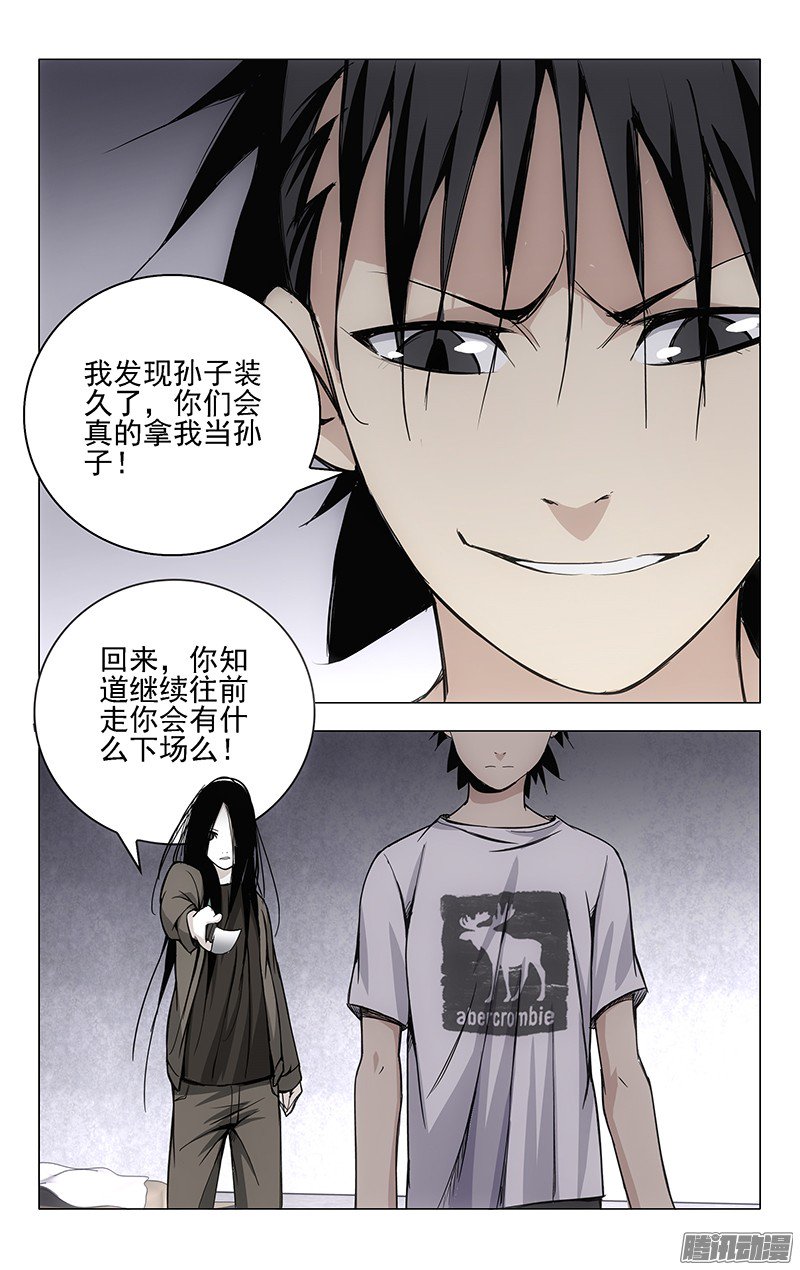 我发现孙子装
久了，你们会
真的拿我当孙
子！
回来，你知
道继续往前
走你会有什
么下场么！
abercrombie
腾讯动漫